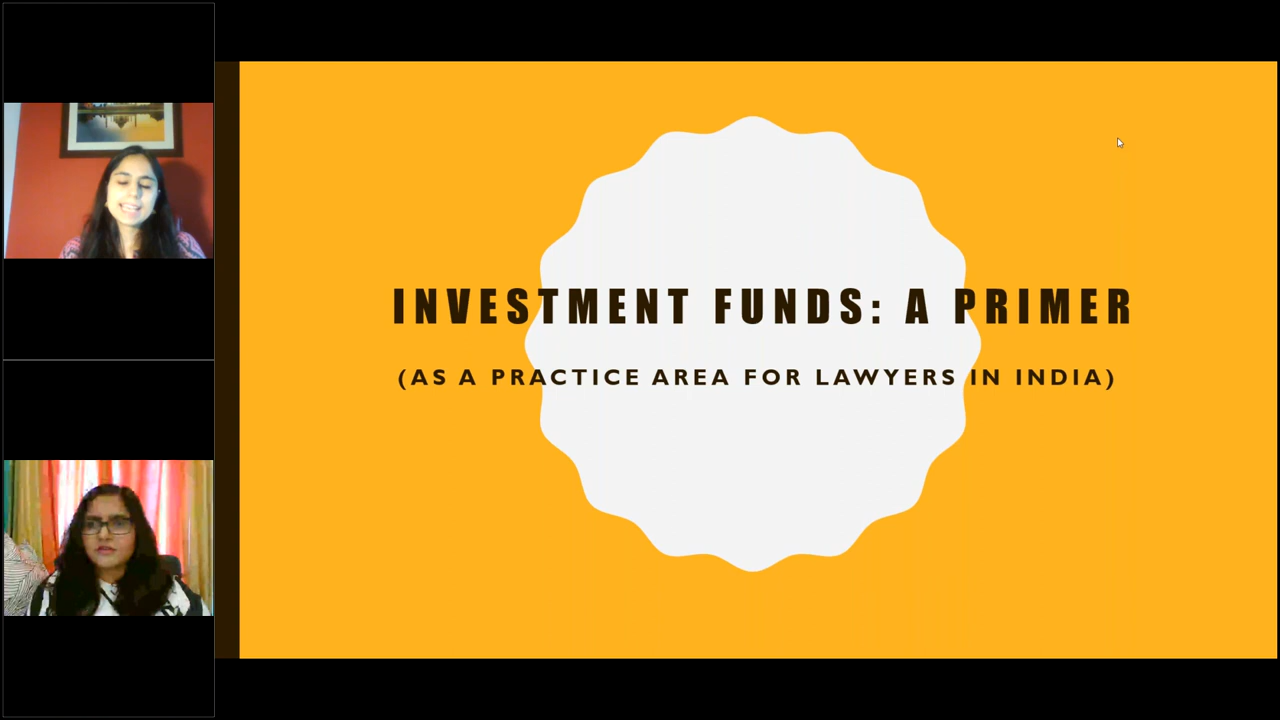 INVESTMENT FUNDS: A PRIMER
(AS A PRACTICE AREA FOR LAWYERS IN INDIA)